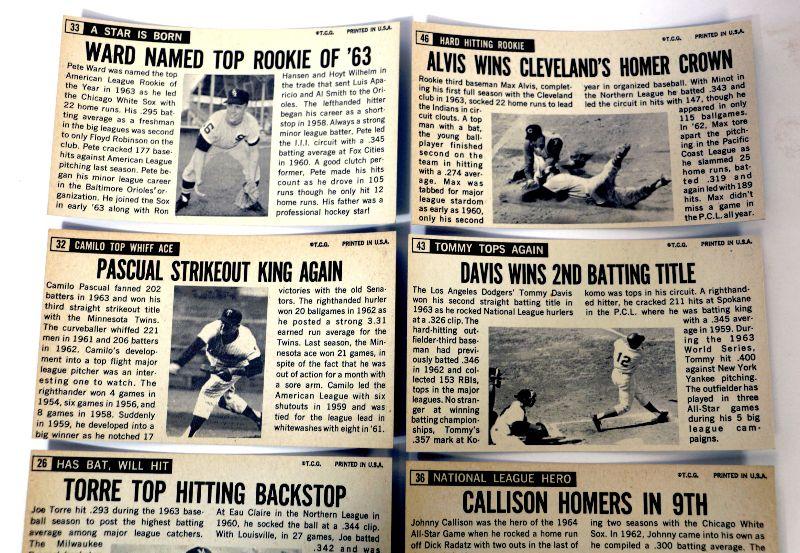 33 A STAR IS BORN ©T.C.G. PRINTED IN U.S.A.
WARD NAMED TOP ROOKIE OF '63
Pete Ward was named the top
American League Rookie of
the Year in 1963 as he led
the Chicago White Sox with
22 home runs. His .295 bat-
ting average as a freshman
in the big leagues was second
to only Floyd Robinson on the
club. Pete cracked 177 base
hits against American League
pitching last season. Pete be-
gan his minor league career
in the Baltimore Orioles' or-
ganization. He joined the Sox
in early '63 along with Ron
Hansen and Hoyt Wilhelm in
the trade that sent Luis Apa-
ricio and Al Smith to the Ori-
oles. The lefthanded hitter
began his career as a short-
stop in 1958. Always a strong
minor league batter, Pete led
the I.I.I. circuit with a .345
batting average at Fox Cities
in 1960. A good clutch per-
former, Pete made his hits
count as he drove in 105
runs though he only hit 12
home runs. His father was a
professional hockey star!
46 HARD HITTING ROOKIE ©T.C.G. PRINTED IN U.S.A.
ALVIS WINS CLEVELAND'S HOMER CROWN
Rookie third baseman Max Alvis, complet-
ing his first full season with the Cleveland
club in 1963, socked 22 home runs to lead
the Indians in cir-
cuit clouts. A top
man with a bat,
the young ball-
player finished
second on the
team in hitting
with a .274 aver-
age. Max was
tabbed for major
league stardom
as early as 1960,
only his second
year in organized baseball. With Minot in
the Northern League he batted .343 and
led the circuit in hits with 147, though he
appeared in only
115 ballgames.
In '62, Max tore
apart the pitch-
ing in the Pacific
Coast League as
he slammed 25
home runs, bat-
ted .319 and
again led with 189
hits. Max didn't
miss a game in
the P.C.L. all year.
32 CAMILO TOP WHIFF ACE ©T.C.G. PRINTED IN U.S.A.
PASCUAL STRIKEOUT KING AGAIN
Camilo Pascual fanned 202
batters in 1963 and won his
third straight strikeout title
with the Minnesota Twins.
The curveballer whiffed 221
men in 1961 and 206 batters
in 1962. Camilo's develop-
ment into a top flight major
league pitcher was an inter-
esting one to watch. The
righthander won 4 games in
1954, six games in 1956, and
8 games in 1958. Suddenly
in 1959, he developed into a
big winner as he notched 17
victories with the old Sena-
tors. The righthanded hurler
won 20 ballgames in 1962 as
he posted a strong 3.31
earned run average for the
Twins. Last season, the Min-
nesota ace won 21 games, in
spite of the fact that he was
out of action for a month with
a sore arm. Camilo led the
American League with six
shutouts in 1959 and was
tied for the league lead in
whitewashes with eight in '61.
43 TOMMY TOPS AGAIN ©T.C.G. PRINTED IN U.S.A.
DAVIS WINS 2ND BATTING TITLE
The Los Angeles Dodgers' Tommy Davis
won his second straight batting title in
1963 as he rocked National League hurlers
at a .326 clip. The
hard-hitting out-
fielder-third base-
man had previ-
ously batted .346
in 1962 and col-
lected 153 RBIs,
tops in the major
leagues. No stran-
ger at winning
batting champion-
ships, Tommy's
.357 mark at Ko-
komo was tops in his circuit. A righthand-
ed hitter, he cracked 211 hits at Spokane
in the P.C.L. where he was batting king
with a .345 aver-
age in 1959. Dur-
ing the 1963
World Series,
Tommy hit .400
against New York
Yankee pitching.
The outfielder has
played in three
All-Star games
during his 5 big
league cam-
paigns.
26 HAS BAT, WILL HIT ©T.C.G. PRINTED IN U.S.A.
TORRE TOP HITTING BACKSTOP
Joe Torre hit .293 during the 1963 base-
ball season to post the highest batting
average among major league catchers.
The Milwaukee
At Eau Claire in the Northern League in
1960, he socked the ball at a .344 clip.
With Louisville, in 27 games, Joe batted
.342 and was
36 NATIONAL LEAGUE HERO ©T.C.G. PRINTED IN U.S.A.
CALLISON HOMERS IN 9TH
Johnny Callison was the hero of the 1964
All-Star Game when he rocked a home run
off Dick Radatz with two outs in the last of
ing two seasons with the Chicago White
Sox. In 1962, Johnny came into his own as
he compiled a .300 batting average. The